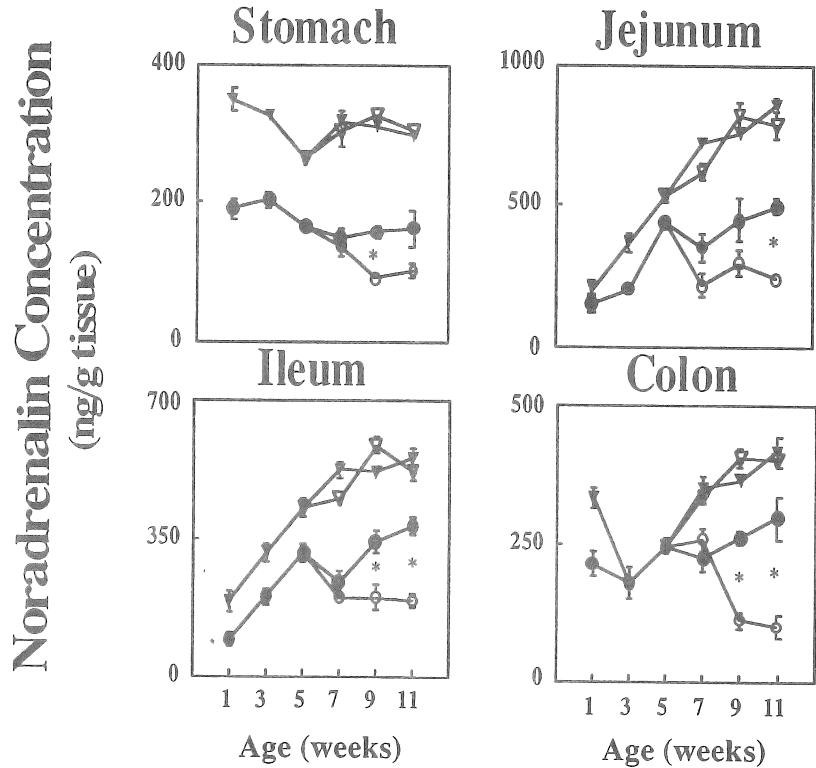 Stomach
Jejunum
400
200
0
1000
500
0
Noradrenalin Concentration
(ng/g tissue)
Ileum
Colon
700
350
0
500
250
0
*
*
*
*
*
*
1 3 5 7 9 11
1 3 5 7 9 11
Age (weeks)
Age (weeks)